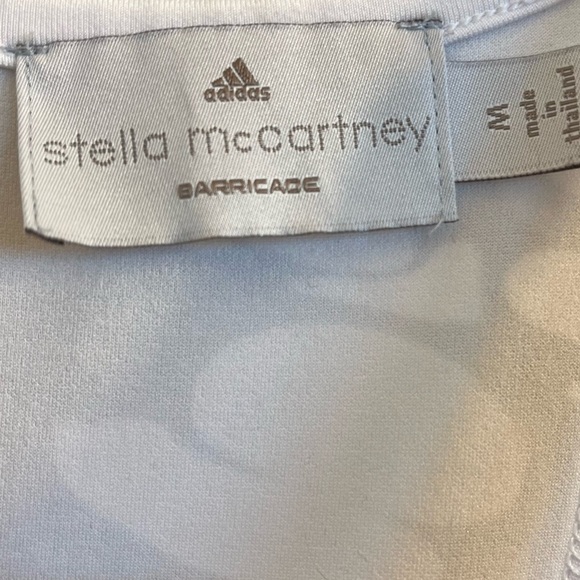 adidas
stella mccartney
BARRICADE
M
made
in
thailand